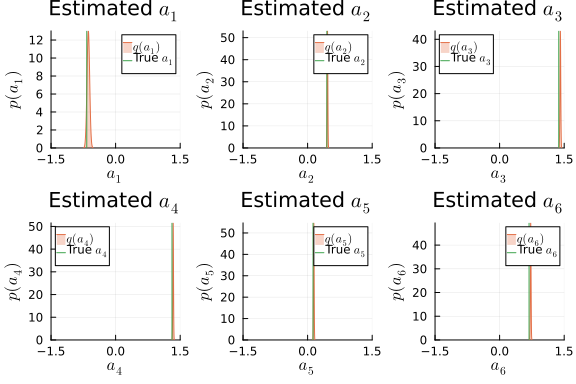 Estimated a₁
Estimated a₂
Estimated a₃
p(a₁)
12
10
8
6
4
2
0
q(a₁)
True a₁
−1.5 0.0 1.5
a₁
p(a₂)
50
40
30
20
10
0
q(a₂)
True a₂
−1.5 0.0 1.5
a₂
p(a₃)
40
30
20
10
0
q(a₃)
True a₃
−1.5 0.0 1.5
a₃
Estimated a₄
Estimated a₅
Estimated a₆
p(a₄)
50
40
30
20
10
0
q(a₄)
True a₄
−1.5 0.0 1.5
a₄
p(a₅)
50
40
30
20
10
0
q(a₅)
True a₅
−1.5 0.0 1.5
a₅
p(a₆)
40
30
20
10
0
q(a₆)
True a₆
−1.5 0.0 1.5
a₆